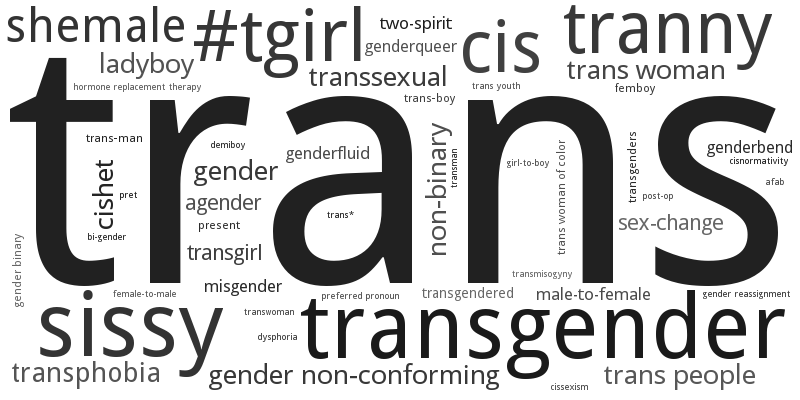 shemale
#tgirl
two-spirit
genderqueer
cis
tranny
ladyboy
transsexual
trans woman
hormone replacement therapy
trans-boy
trans youth
femboy
trans
trans-man
demiboy
genderfluid
non-binary
transman
girl-to-boy
trans woman of color
transgenders
genderbend
cisnormativity
cishet
gender
pret
agender
trans*
post-op
afab
bi-gender
present
sex-change
gender binary
transgirl
transmisogyny
misgender
female-to-male
preferred pronoun
transgendered
male-to-female
gender reassignment
sissy
transwoman
dysphoria
transgender
transphobia
gender non-conforming
cissexism
trans people